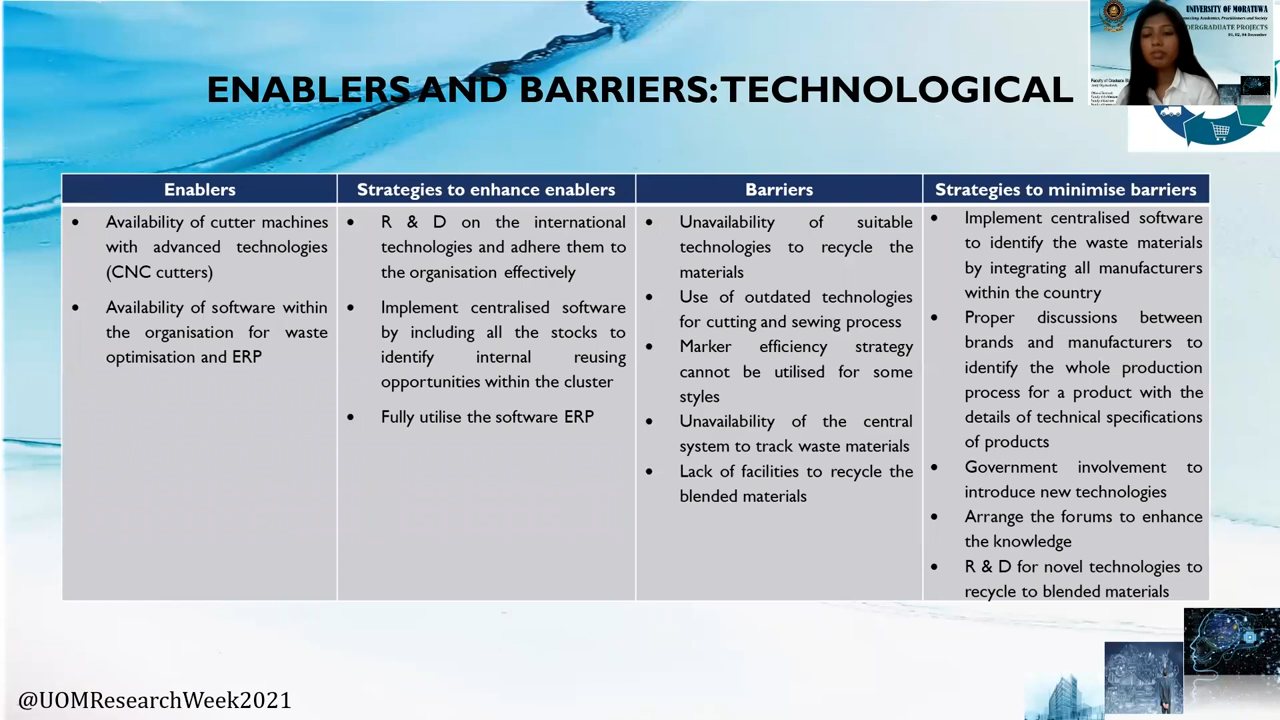 UNIVERSITY OF MORATUWA
ENABLERS AND BARRIERS: TECHNOLOGICAL
Enablers
• Availability of cutter machines
with advanced technologies
(CNC cutters)
• Availability of software within
the organisation for waste
optimisation and ERP
Strategies to enhance enablers
• R & D on the international
technologies and adhere them to
the organisation effectively
• Implement centralised software
by including all the stocks to
identify internal reusing
opportunities within the cluster
• Fully utilise the software ERP
Barriers
• Unavailability of suitable
technologies to recycle the
materials
• Use of outdated technologies
for cutting and sewing process
• Marker efficiency strategy
cannot be utilised for some
styles
• Unavailability of the central
system to track waste materials
• Lack of facilities to recycle the
blended materials
Strategies to minimise barriers
• Implement centralised software
to identify the waste materials
by integrating all manufacturers
within the country
• Proper discussions between
brands and manufacturers to
identify the whole production
process for a product with the
details of technical specifications
of products
• Government involvement to
introduce new technologies
• Arrange the forums to enhance
the knowledge
• R & D for novel technologies to
recycle to blended materials
@UOMResearchWeek2021